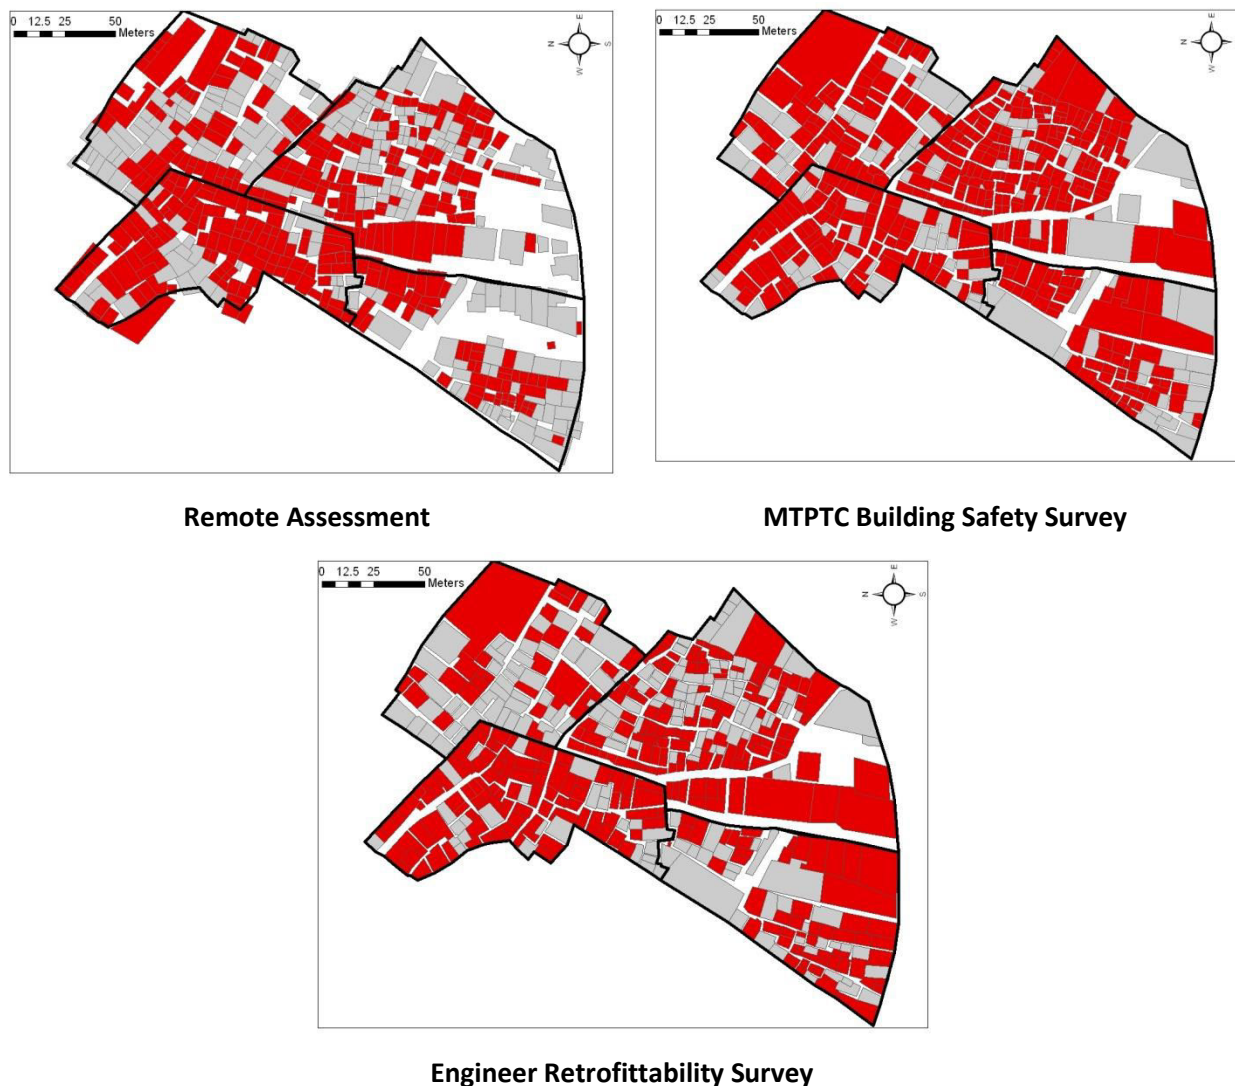 0 12.5 25 50
Meters
E
N S
W
0 12.5 25 50
Meters
E
N S
W
Remote Assessment
MTPTC Building Safety Survey
0 12.5 25 50
Meters
E
N S
W
Engineer Retrofittability Survey